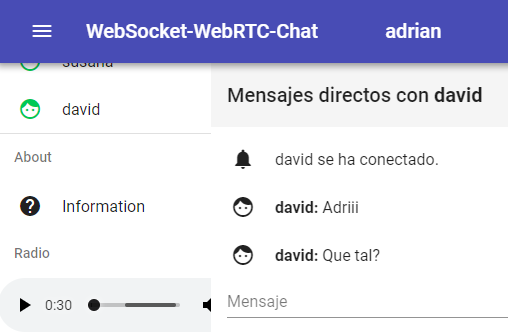 WebSocket-WebRTC-Chat
adrian
susana
david
About
Information
Radio
0:30
Mensajes directos con david
david se ha conectado.
david: Adriii
david: Que tal?
Mensaje